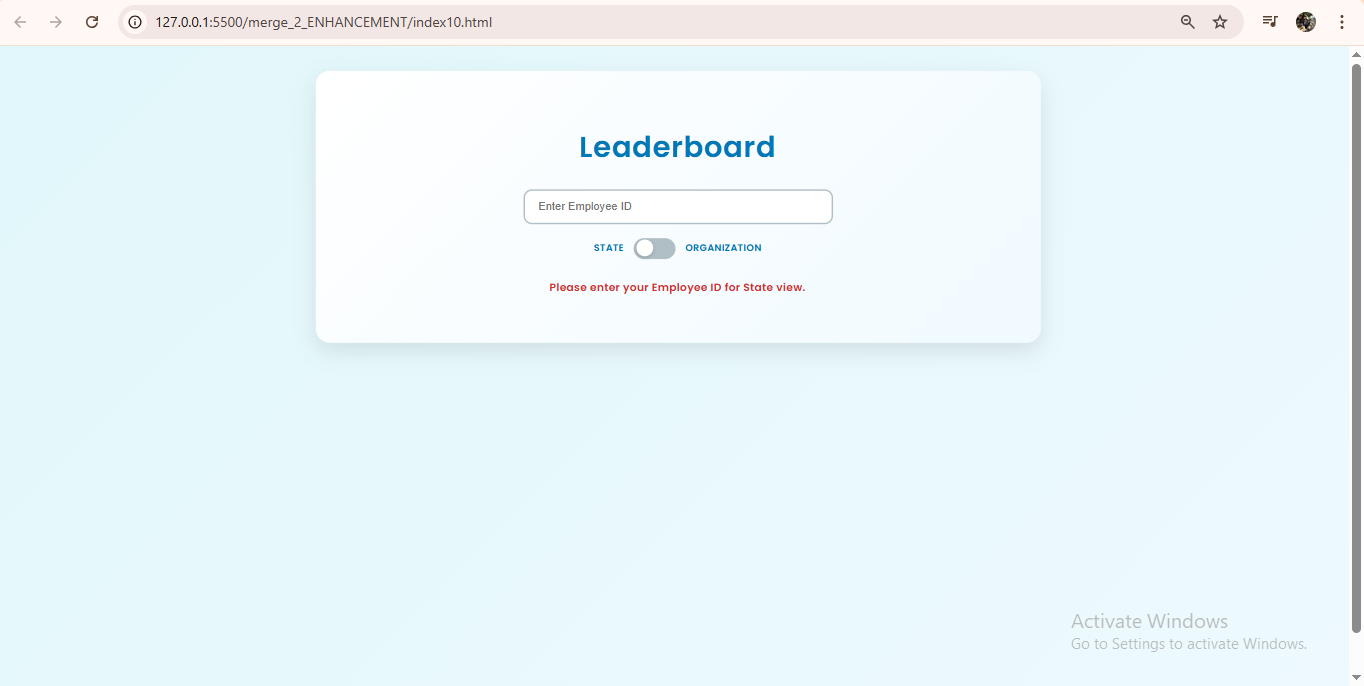 127.0.0.1:5500/merge_2_ENHANCEMENT/index10.html
Leaderboard
Enter Employee ID
STATE ORGANIZATION
Please enter your Employee ID for State view.
Activate Windows
Go to Settings to activate Windows.